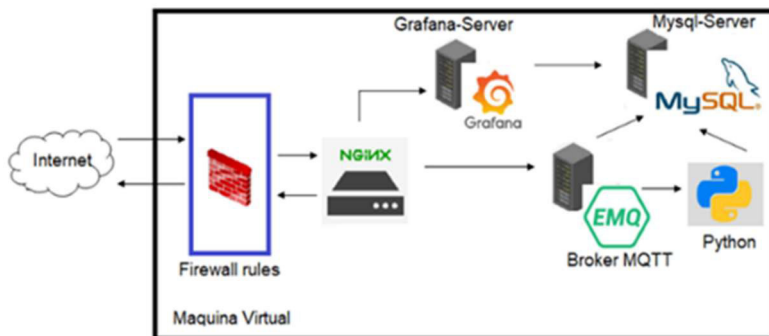 Grafana-Server
Mysql-Server
Grafana
MySQL®
Internet
NGINX
EMQ
Firewall rules
Broker MQTT
Python
Maquina Virtual